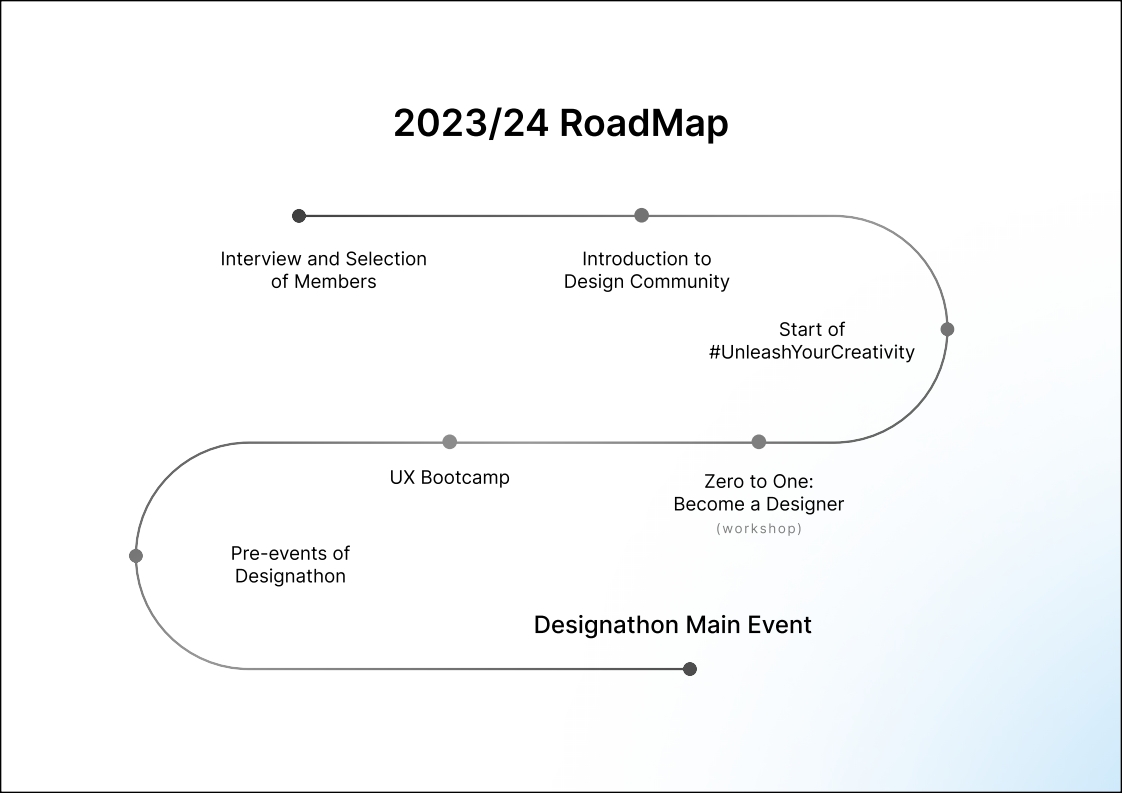 2023/24 RoadMap
Interview and Selection
of Members
Introduction to
Design Community
Start of
#UnleashYourCreativity
Zero to One:
Become a Designer
(workshop)
UX Bootcamp
Pre-events of
Designathon
Designathon Main Event